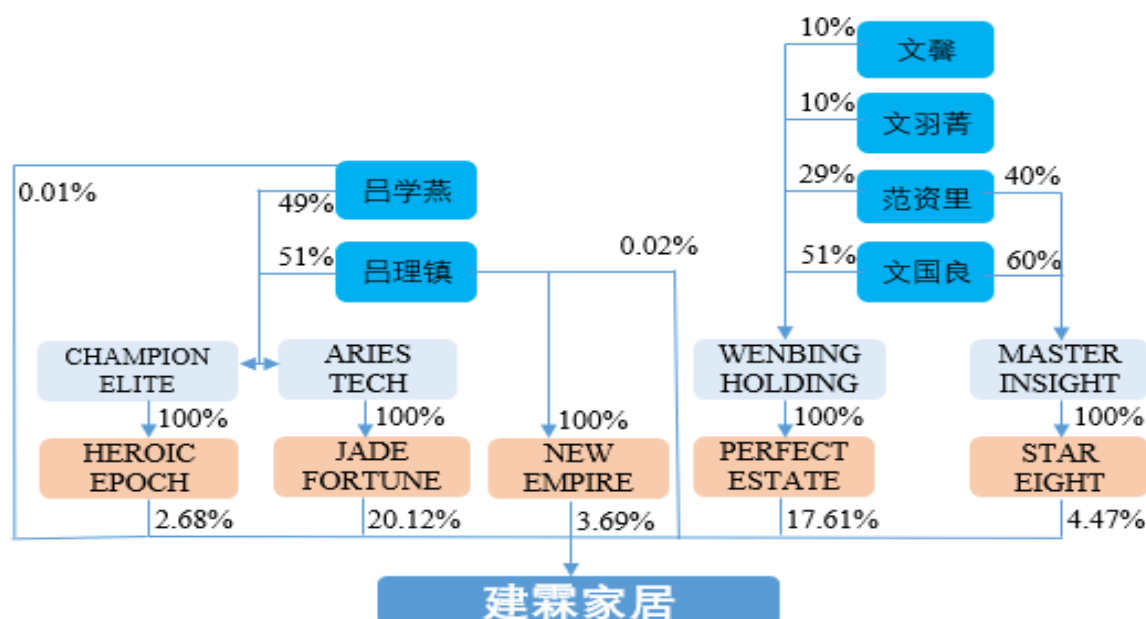 10%
文馨
10%
文羽菁
0.01%
49%
吕学燕
29%
范资里
40%
51%
吕理镇
0.02%
51%
文国良
60%
CHAMPION
ELITE
ARIES
TECH
WENBING
HOLDING
MASTER
INSIGHT
100%
100%
100%
100%
100%
HEROIC
EPOCH
JADE
FORTUNE
NEW
EMPIRE
PERFECT
ESTATE
STAR
EIGHT
2.68%
20.12%
3.69%
17.61%
4.47%
建霖家居